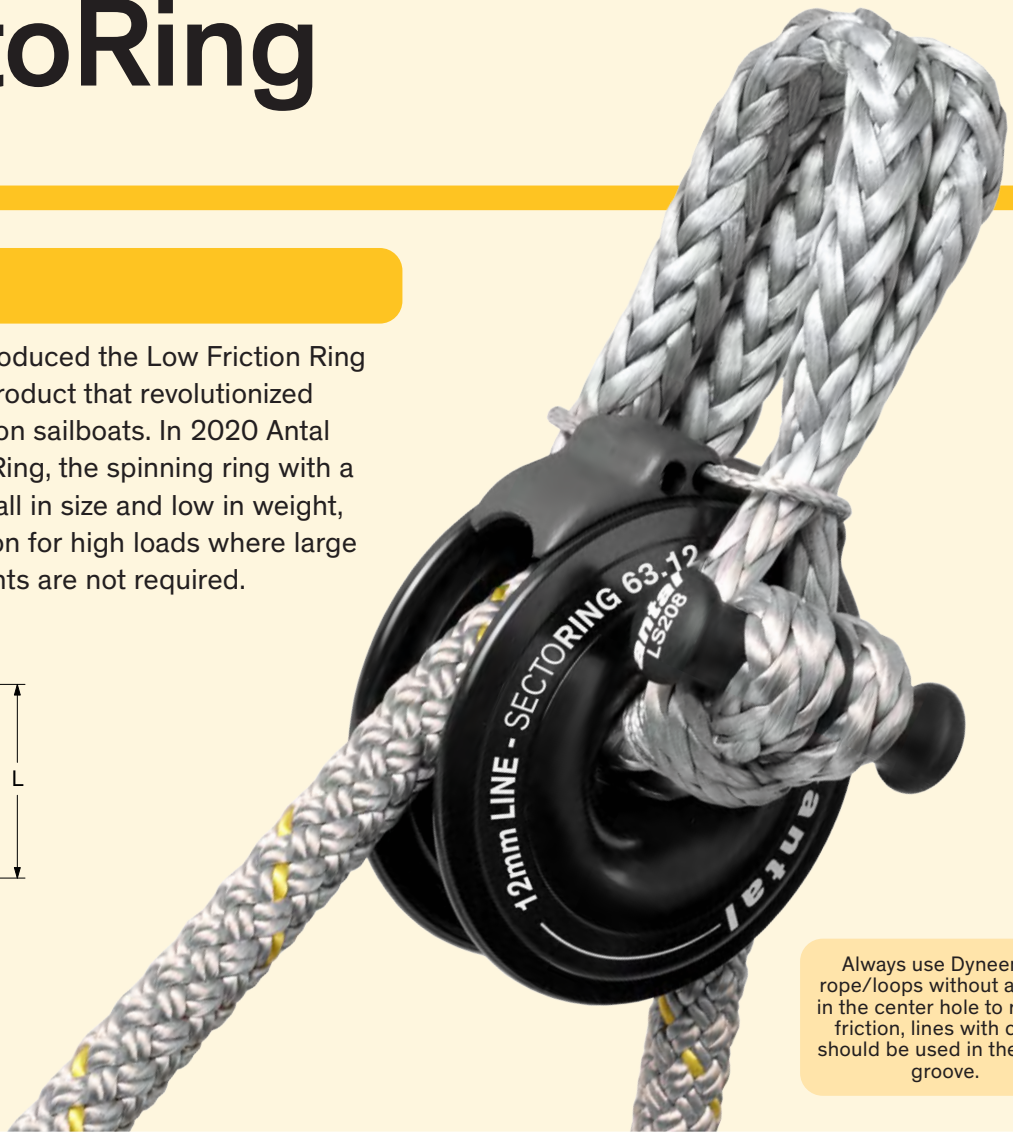 toRing
oduced the Low Friction Ring
roduct that revolutionized
on sailboats. In 2020 Antal
Ring, the spinning ring with a
all in size and low in weight,
on for high loads where large
nts are not required.
L
12mm LINE - SECTORING 63.12
antal
LS208
antal
Always use Dyneer
rope/loops without a
in the center hole to r
friction, lines with c
should be used in the
groove.